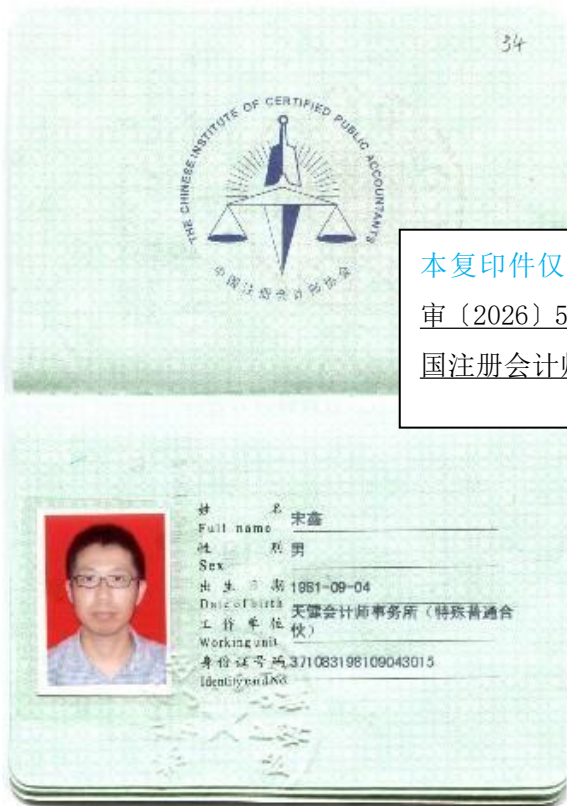 34
THE CHINESE INSTITUTE OF CERTIFIED PUBLIC ACCOUNTANTS
中国注册会计师协会
本复印件仅
审〔2026〕5
国注册会计师
姓 名 宋鑫
Full name
性 别 男
Sex
出生日期 1981-09-04
Date of birth
工作单位 天健会计师事务所（特殊普通合
Working unit 伙）
身份证号码 371083198109043015
Identity card No.